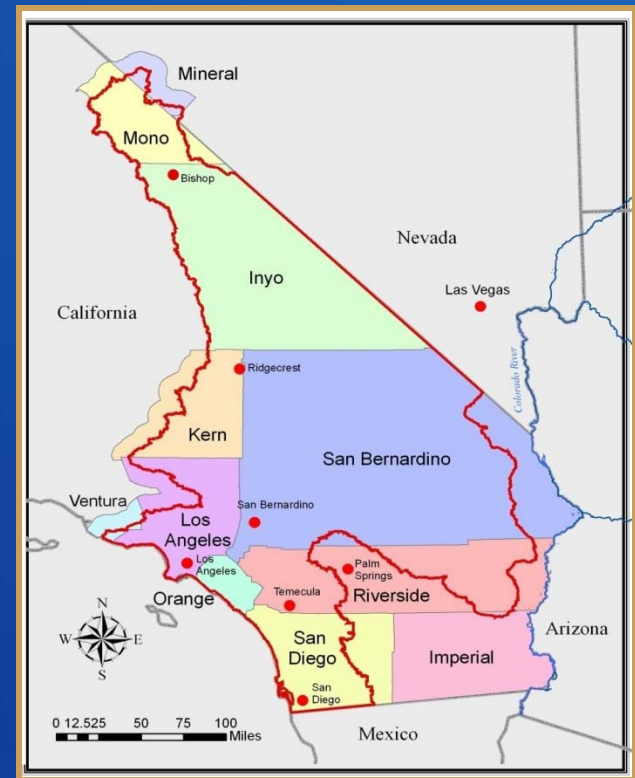 Mineral
Mono
Bishop
Nevada
Inyo
Las Vegas
California
Colorado River
Ridgecrest
Kern
San Bernardino
Ventura
San Bernardino
Los
Angeles
Los
Angeles
Palm
Springs
Orange
Temecula
Riverside
Arizona
N
W
E
S
San
Diego
Imperial
San
Diego
0 12.525 50 75 100
Miles
Mexico